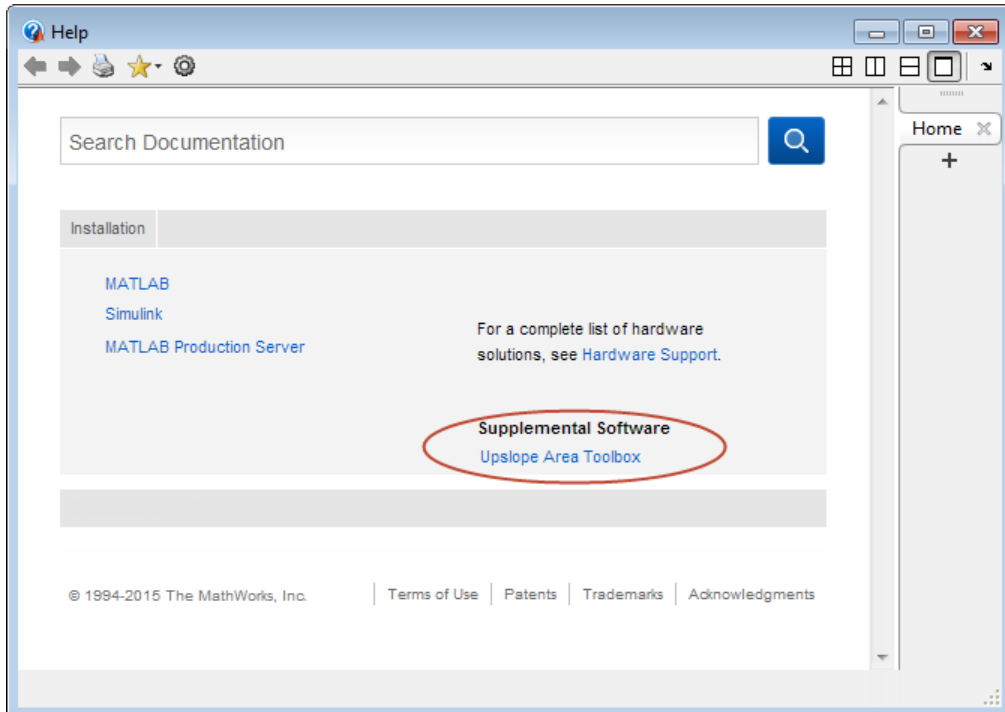 Help
Home
Search Documentation
Installation
MATLAB
Simulink
MATLAB Production Server
For a complete list of hardware
solutions, see Hardware Support.
Supplemental Software
Upslope Area Toolbox
© 1994-2015 The MathWorks, Inc.
Terms of Use
Patents
Trademarks
Acknowledgments